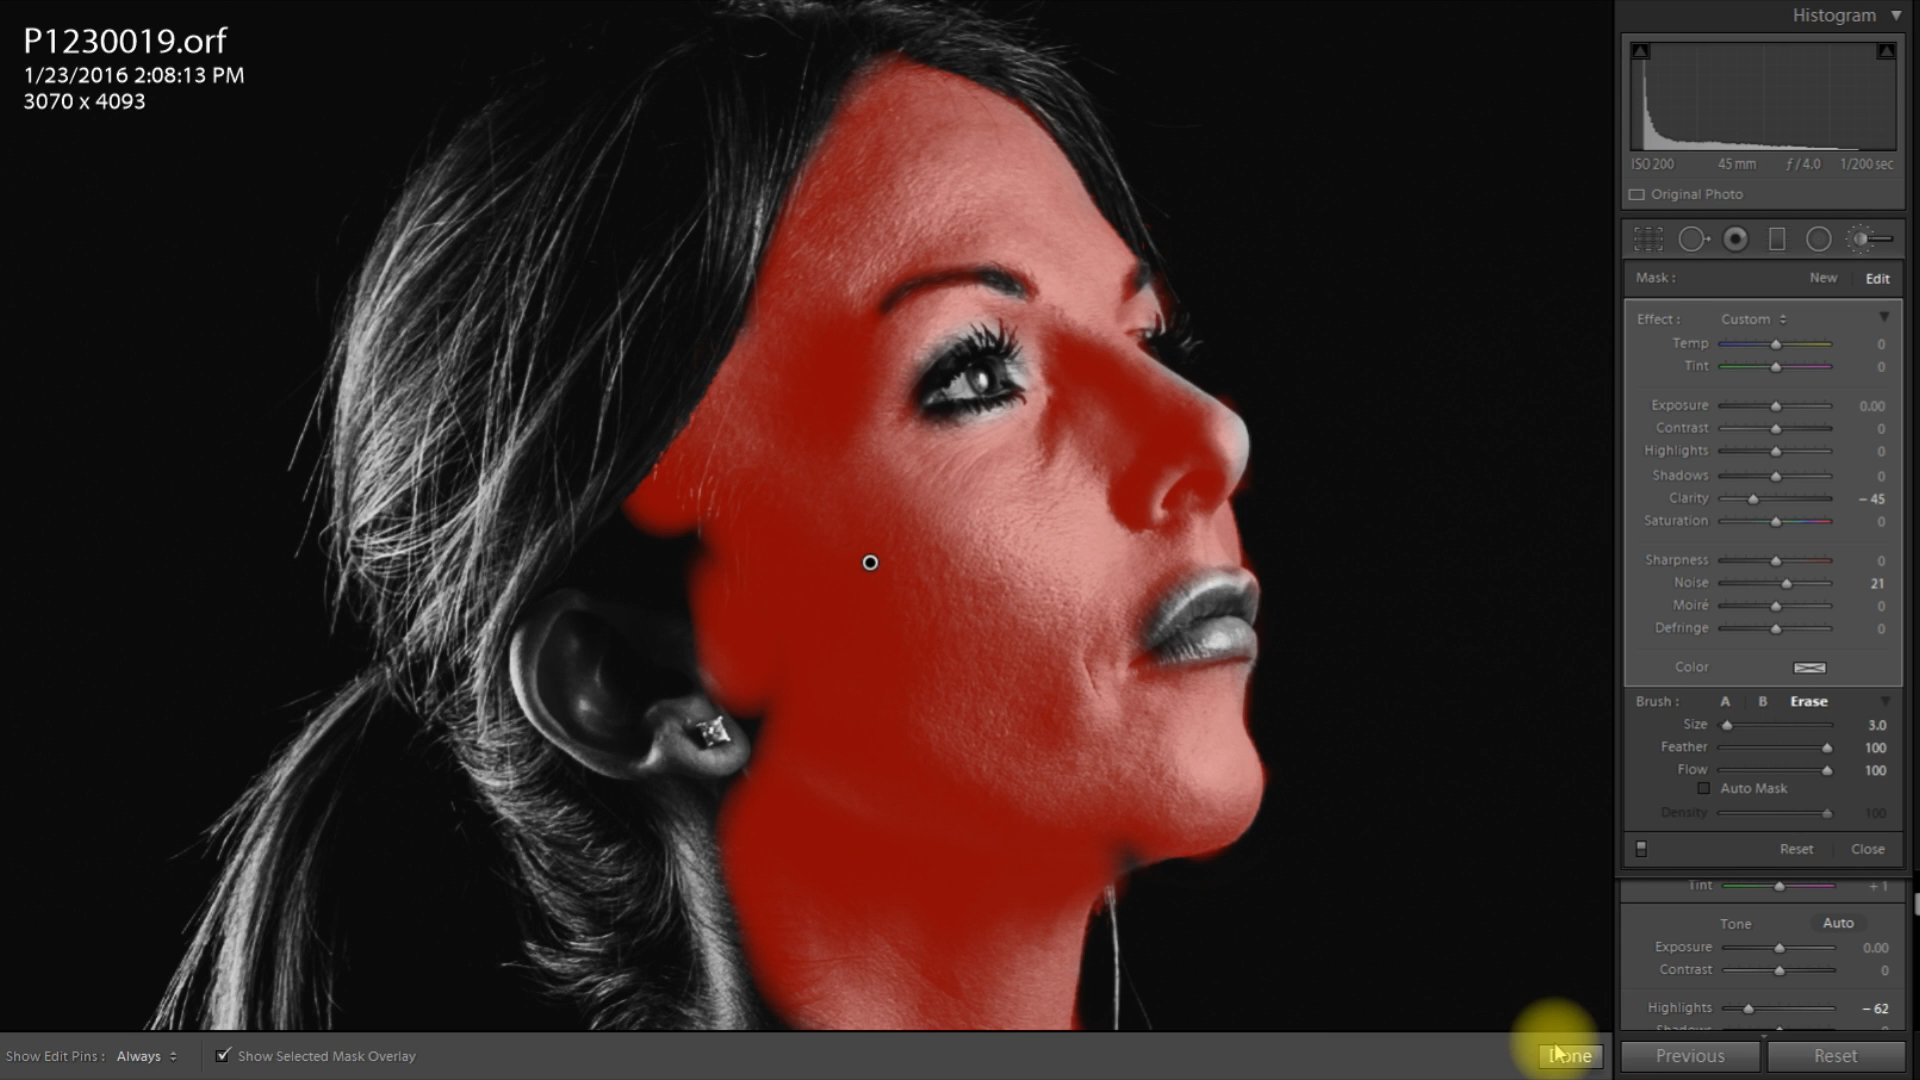 P1230019.orf
1/23/2016 2:08:13 PM
3070 x 4093
Histogram
ISO 200 45 mm ƒ / 4.0 1/200 sec
Original Photo
Mask : New Edit
Effect : Custom
Temp 0
Tint 0
Exposure 0.00
Contrast 0
Highlights 0
Shadows 0
Clarity – 45
Saturation 0
Sharpness 0
Noise 21
Moiré 0
Defringe 0
Color
Brush : A B Erase
Size 3.0
Feather 100
Flow 100
Auto Mask
Density 100
Reset Close
Tint + 1
Tone Auto
Exposure 0.00
Contrast 0
Highlights – 62
Shadows
Show Edit Pins : Always Show Selected Mask Overlay Done Previous Reset